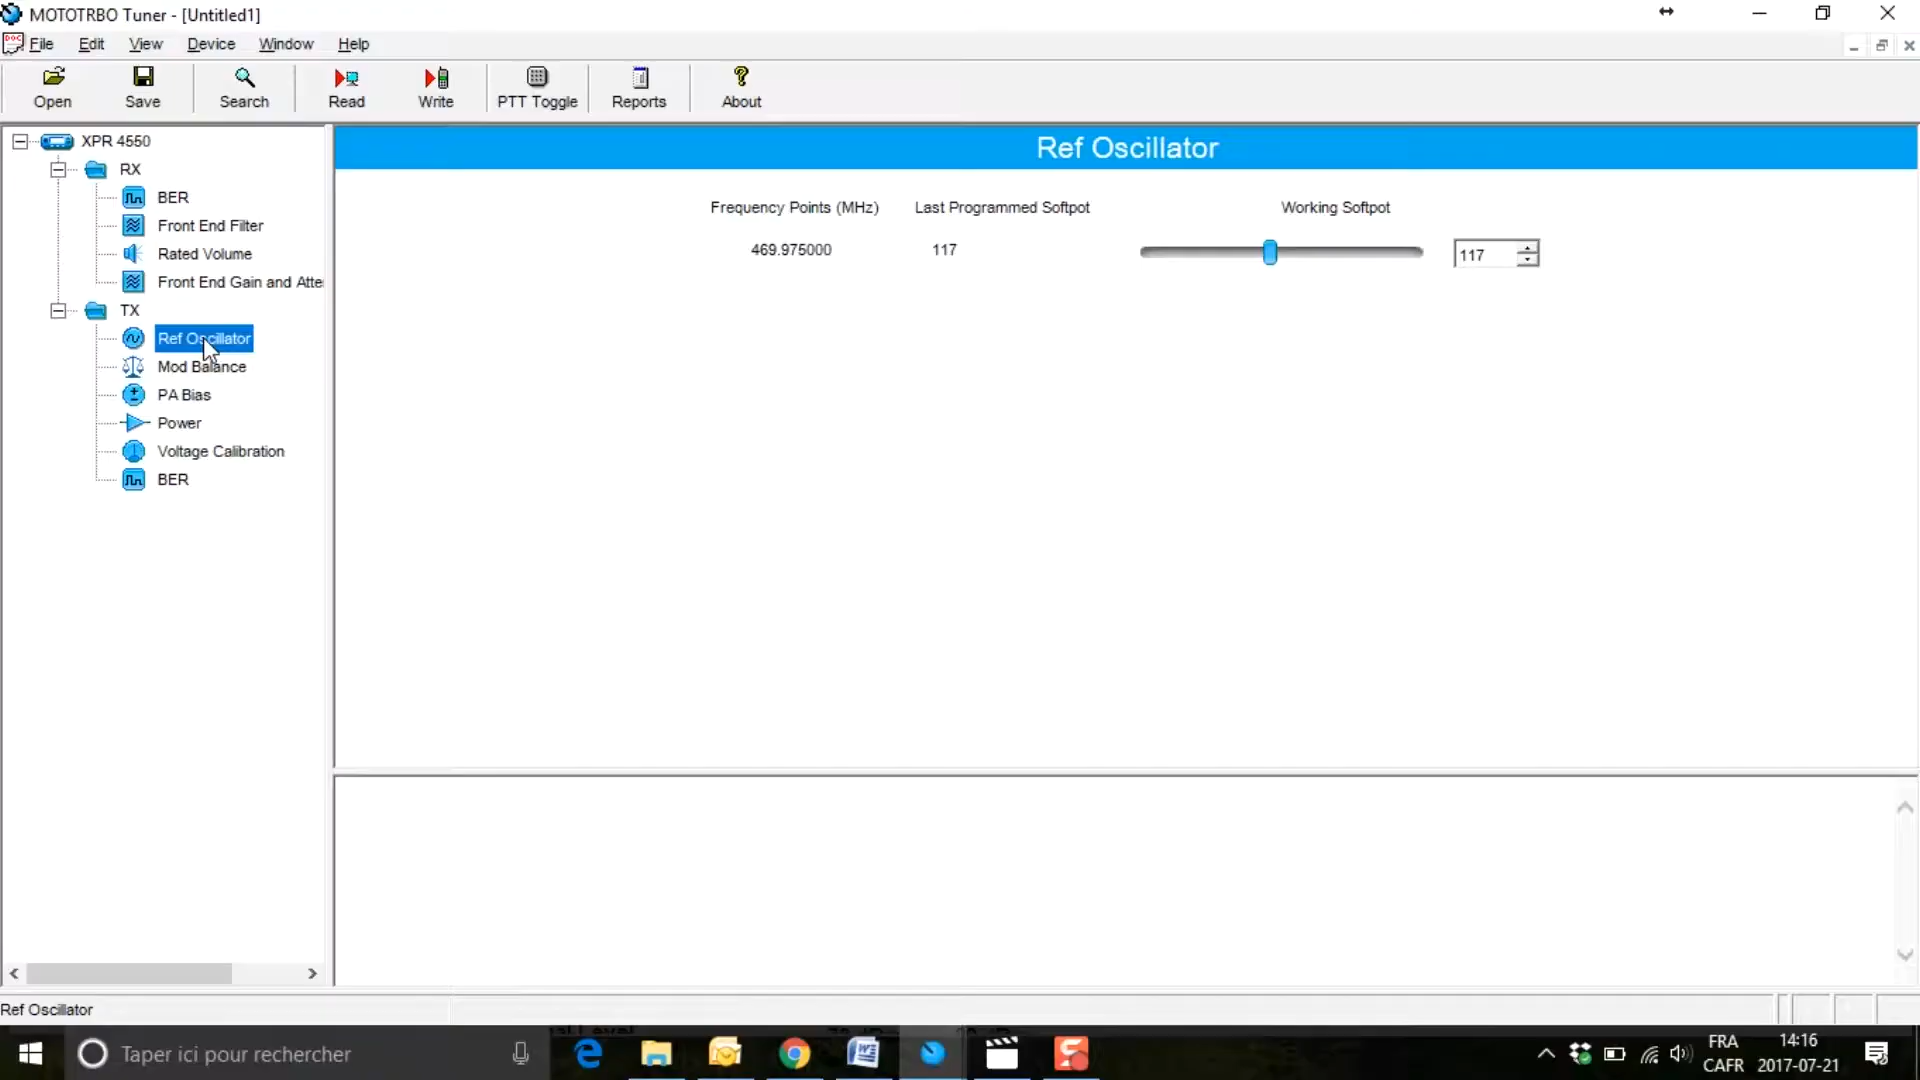 MOTOTRBO Tuner - [Untitled1]
File Edit View Device Window Help
Open Save Search Read Write PTT Toggle Reports About
XPR 4550
RX
BER
Front End Filter
Rated Volume
Front End Gain and Atte
TX
Ref Oscillator
Mod Balance
PA Bias
Power
Voltage Calibration
BER
Ref Oscillator
Frequency Points (MHz) Last Programmed Softpot Working Softpot
469.975000 117 117
Ref Oscillator
Taper ici pour rechercher
FRA 14:16
CAFR 2017-07-21